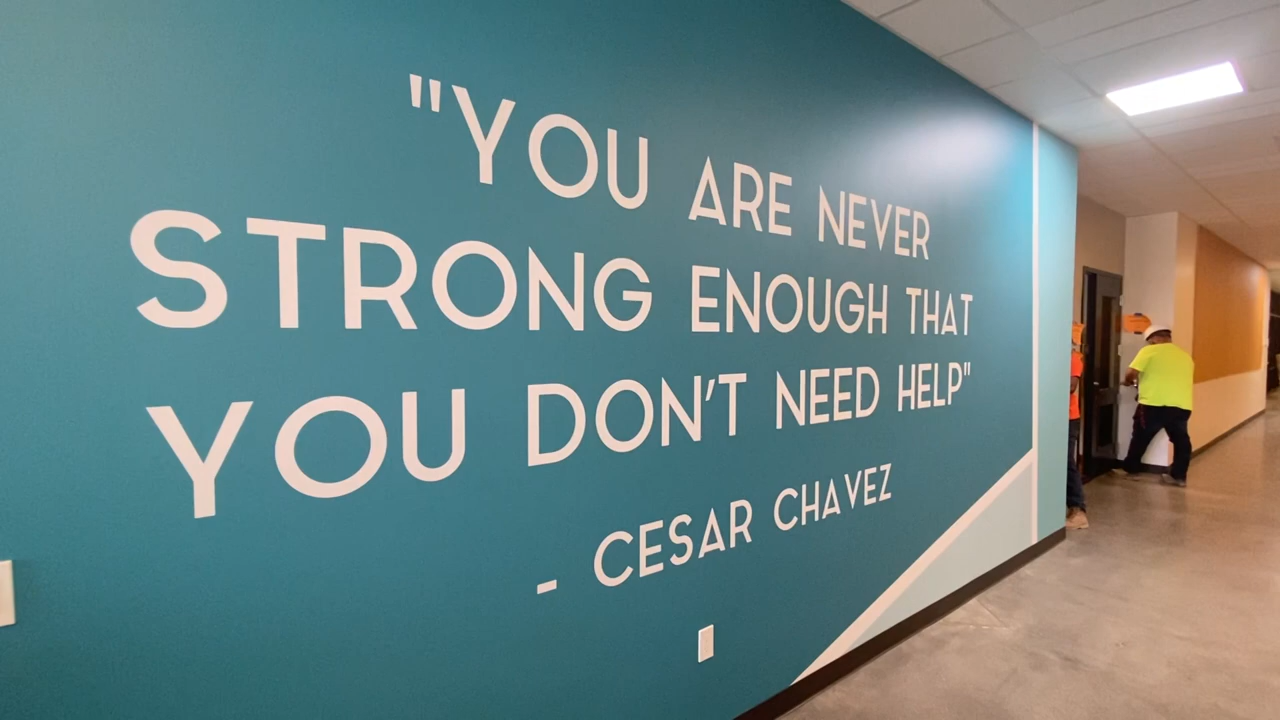 "YOU ARE NEVER
STRONG ENOUGH THAT
YOU DON'T NEED HELP"
- CESAR CHAVEZ